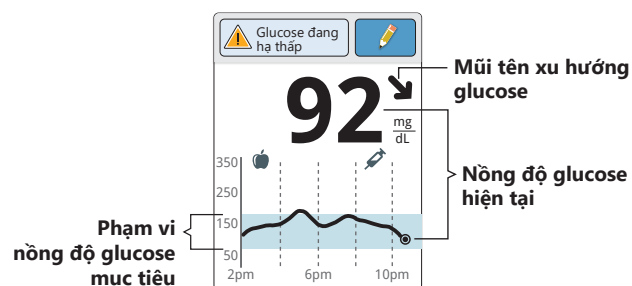 Glucose đang
hạ thấp
Mũi tên xu hướng
glucose
92
mg
dL
Nồng độ glucose
hiện tại
350
250
150
50
Phạm vi
nồng độ glucose
mục tiêu
2pm
6pm
10pm